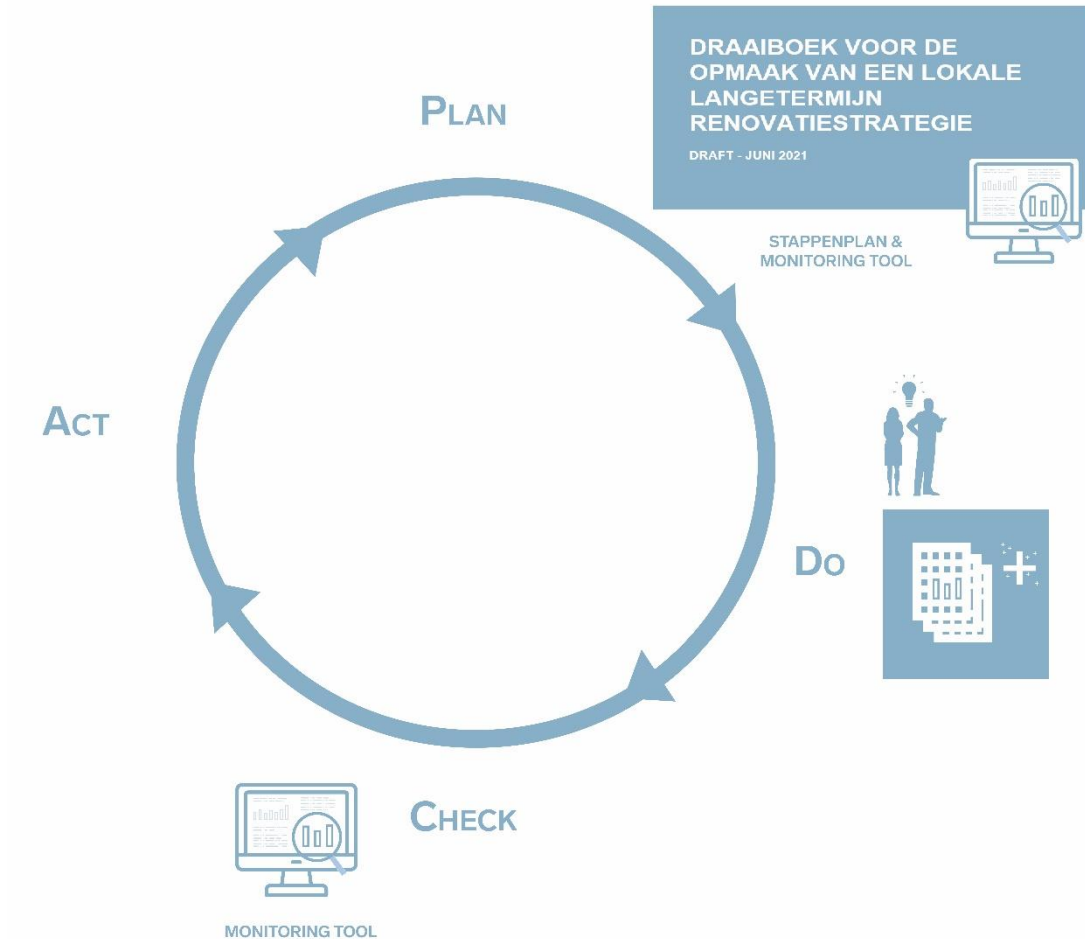 DRAAIBOEK VOOR DE
OPMAAK VAN EEN LOKALE
LANGETERMIJN
RENOVATIESTRATEGIE
DRAFT - JUNI 2021
PLAN
STAPPENPLAN &
MONITORING TOOL
ACT
DO
CHECK
MONITORING TOOL